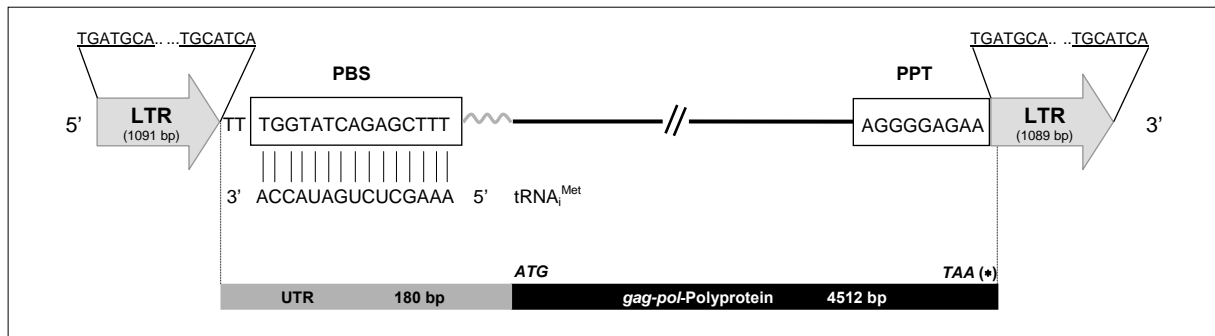 TGATGCA.. ...TGCATCA TGATGCA.. ..TGCATCA
PBS PPT
5’ LTR TT TGGTATCAGAGCTTT AGGGGAGAA LTR 3’
(1091 bp) (1089 bp)
3’ ACCAUAGUCUCGAAA 5’ tRNAiMet
ATG TAA (*)
UTR 180 bp gag-pol-Polyprotein 4512 bp